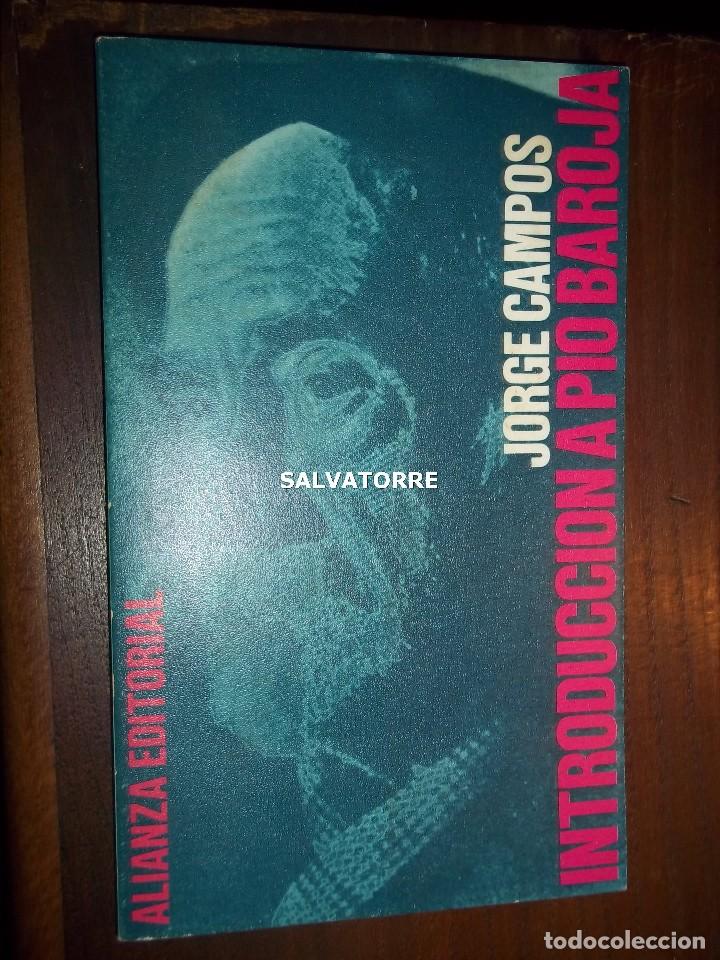 ALIANZA EDITORIAL
SALVATORRE
JORGE CAMPOS
INTRODUCCION A PIO BAROJA
todocoleccion